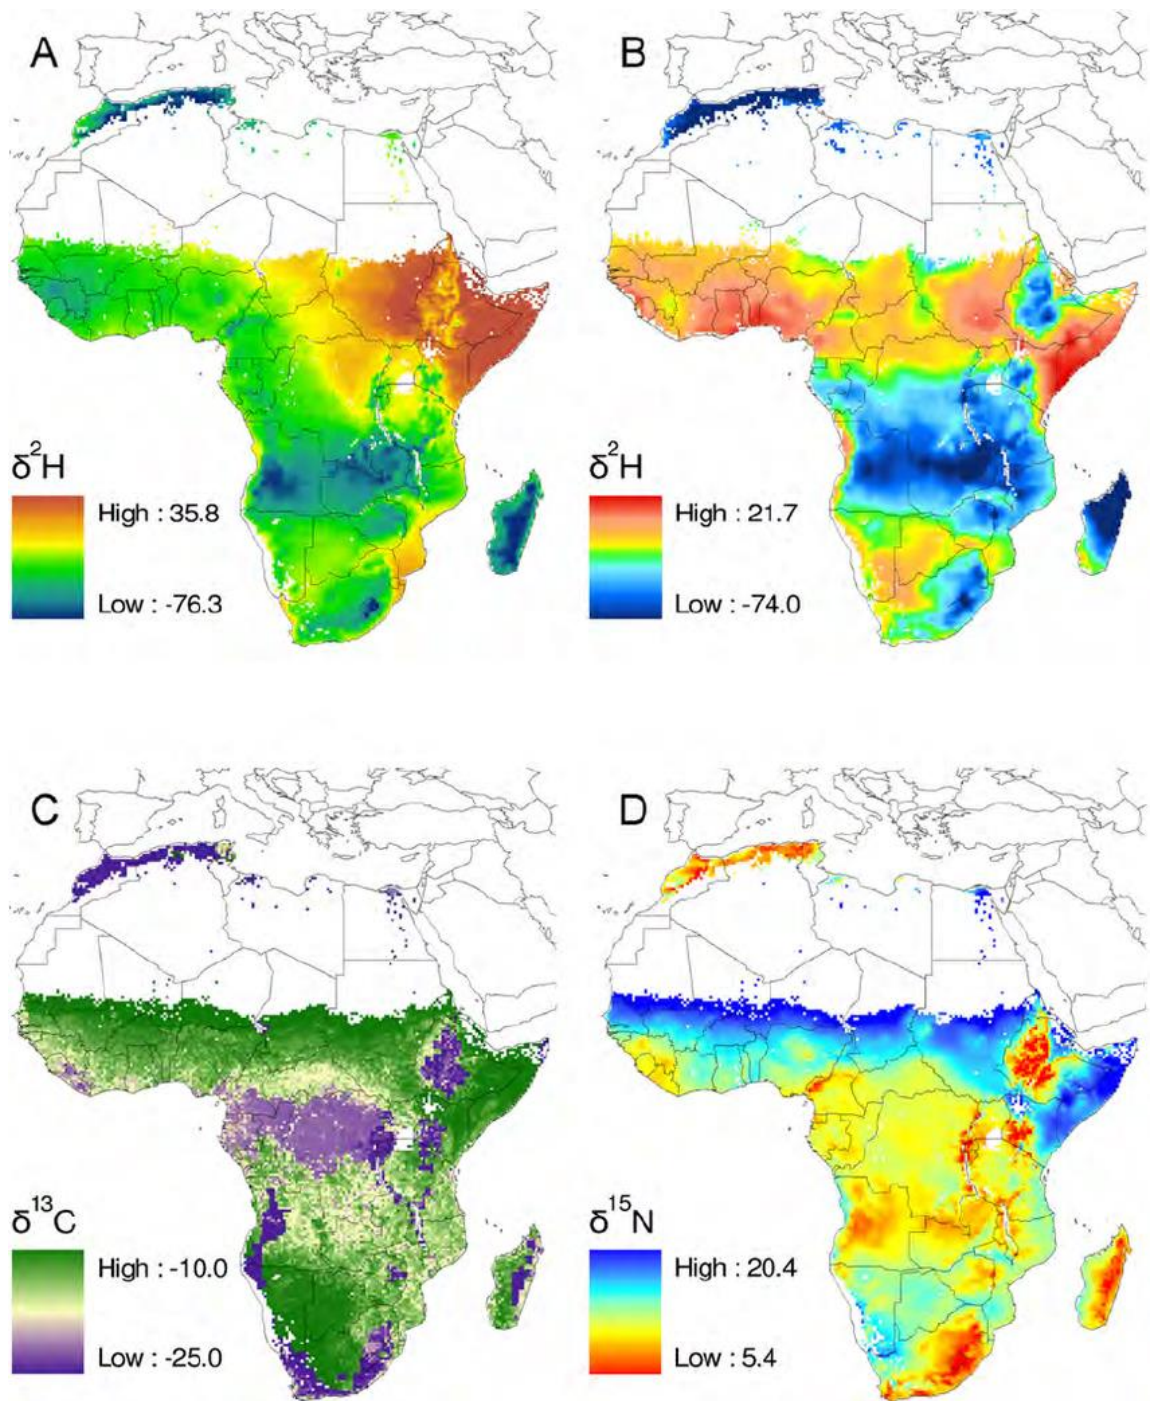 A
B
δ²H
High : 35.8
Low : -76.3
δ²H
High : 21.7
Low : -74.0
C
D
δ¹³C
High : -10.0
Low : -25.0
δ¹⁵N
High : 20.4
Low : 5.4